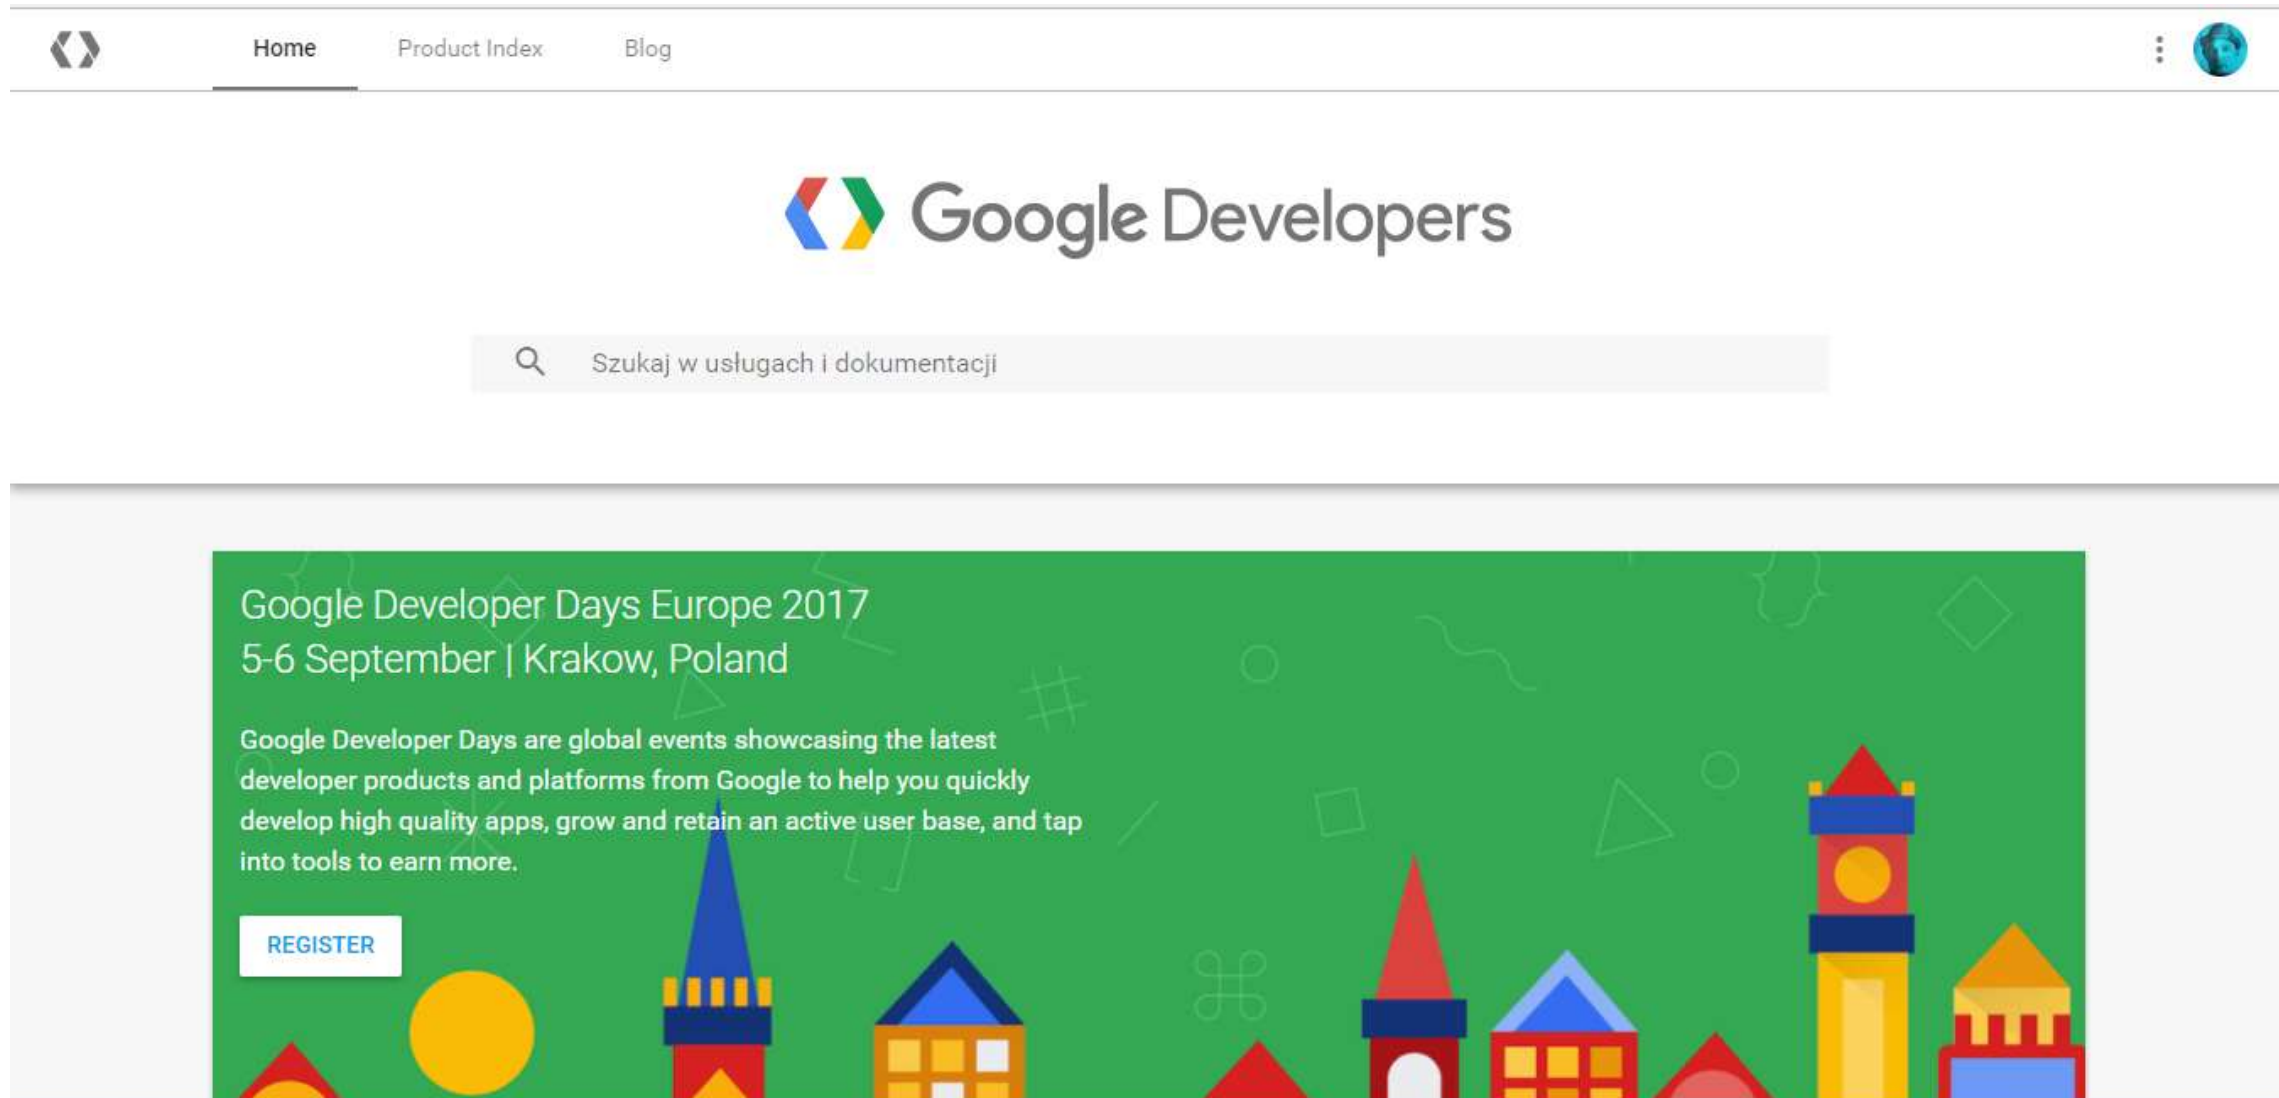 Home Product Index Blog
Google Developers
Szukaj w usługach i dokumentacji
Google Developer Days Europe 2017
5-6 September | Krakow, Poland
Google Developer Days are global events showcasing the latest
developer products and platforms from Google to help you quickly
develop high quality apps, grow and retain an active user base, and tap
into tools to earn more.
REGISTER